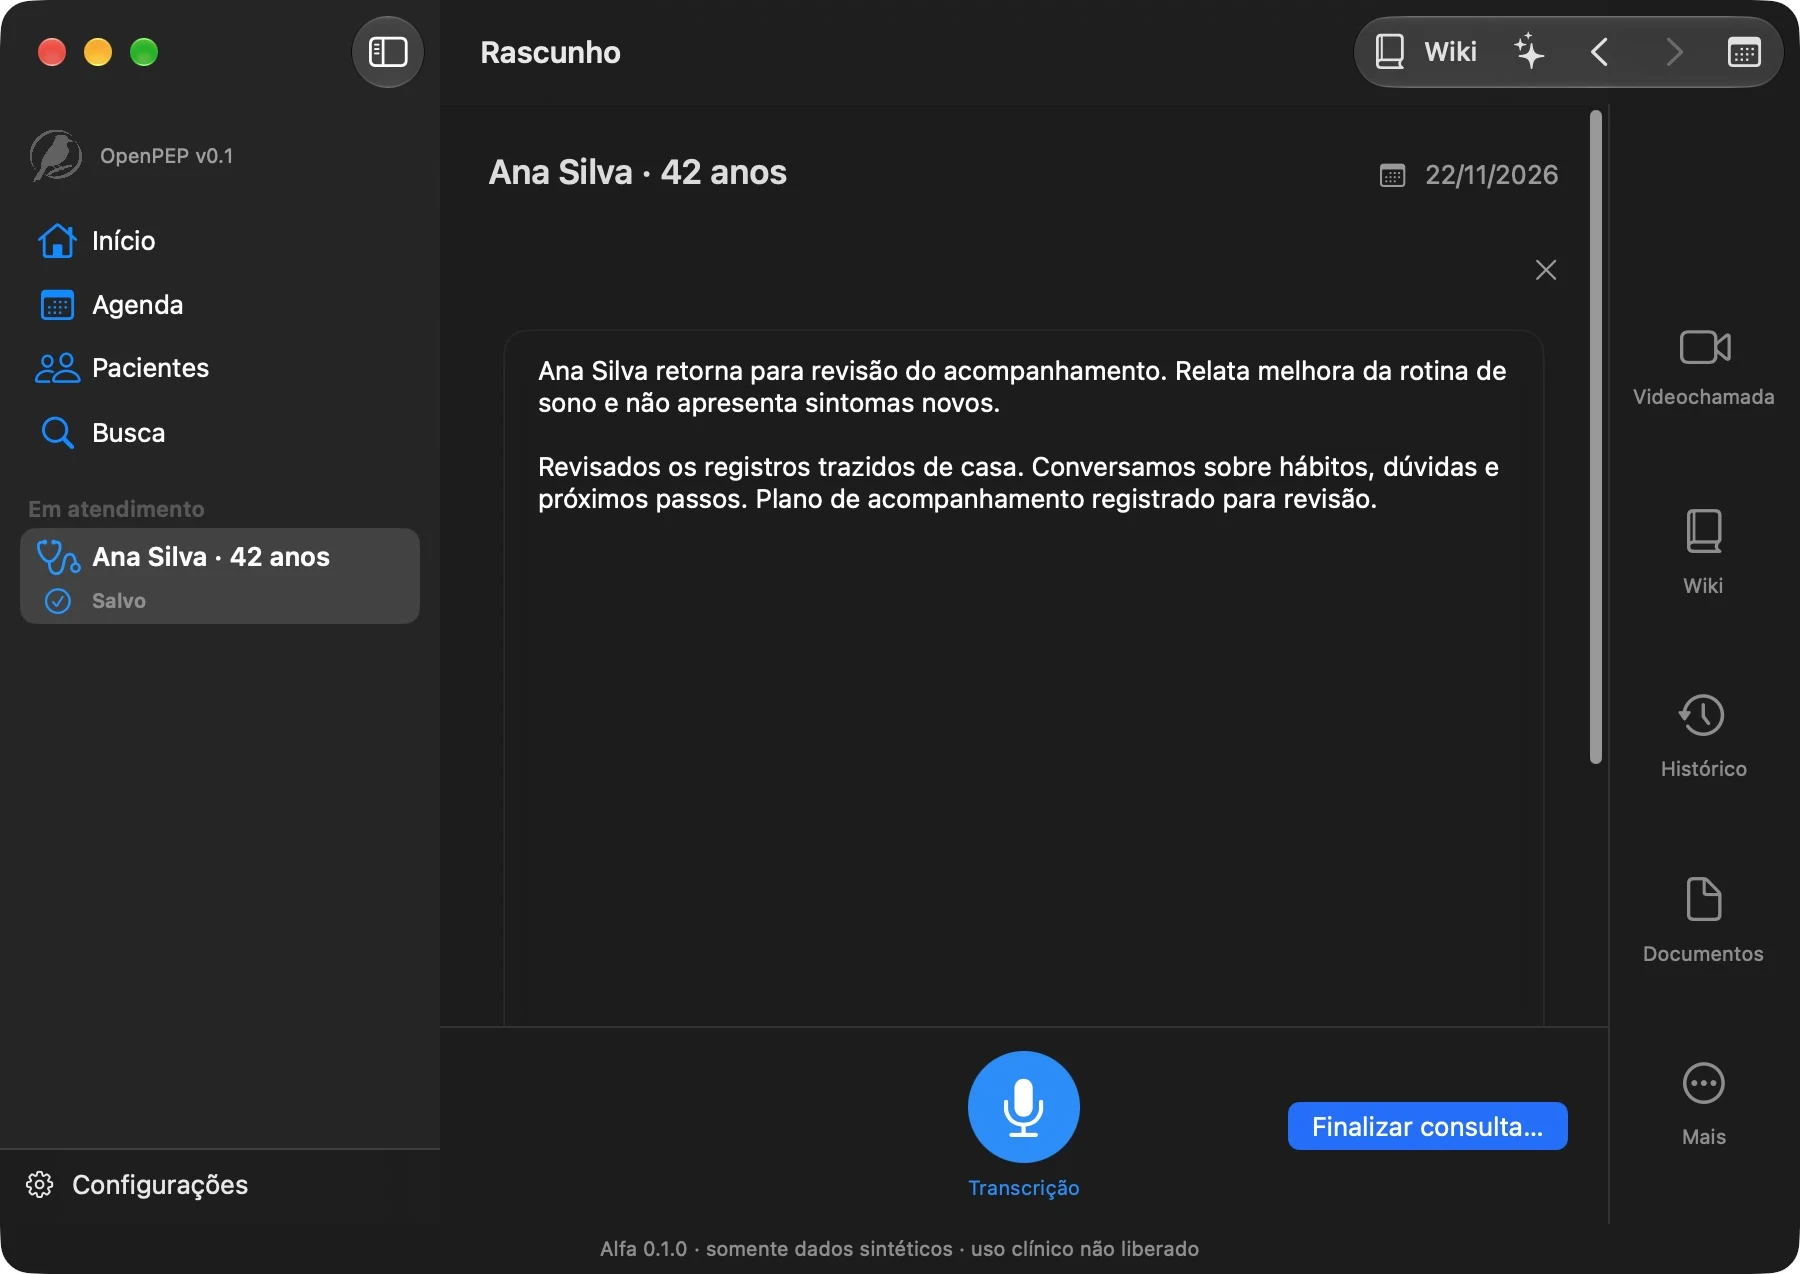 Rascunho
Wiki
OpenPEP v0.1
Início
Agenda
Pacientes
Busca
Em atendimento
Ana Silva · 42 anos
Salvo
Configurações
Ana Silva · 42 anos
22/11/2026
Ana Silva retorna para revisão do acompanhamento. Relata melhora da rotina de
sono e não apresenta sintomas novos.
Revisados os registros trazidos de casa. Conversamos sobre hábitos, dúvidas e
próximos passos. Plano de acompanhamento registrado para revisão.
Transcrição
Finalizar consulta...
Videochamada
Wiki
Histórico
Documentos
Mais
Alfa 0.1.0 · somente dados sintéticos · uso clínico não liberado